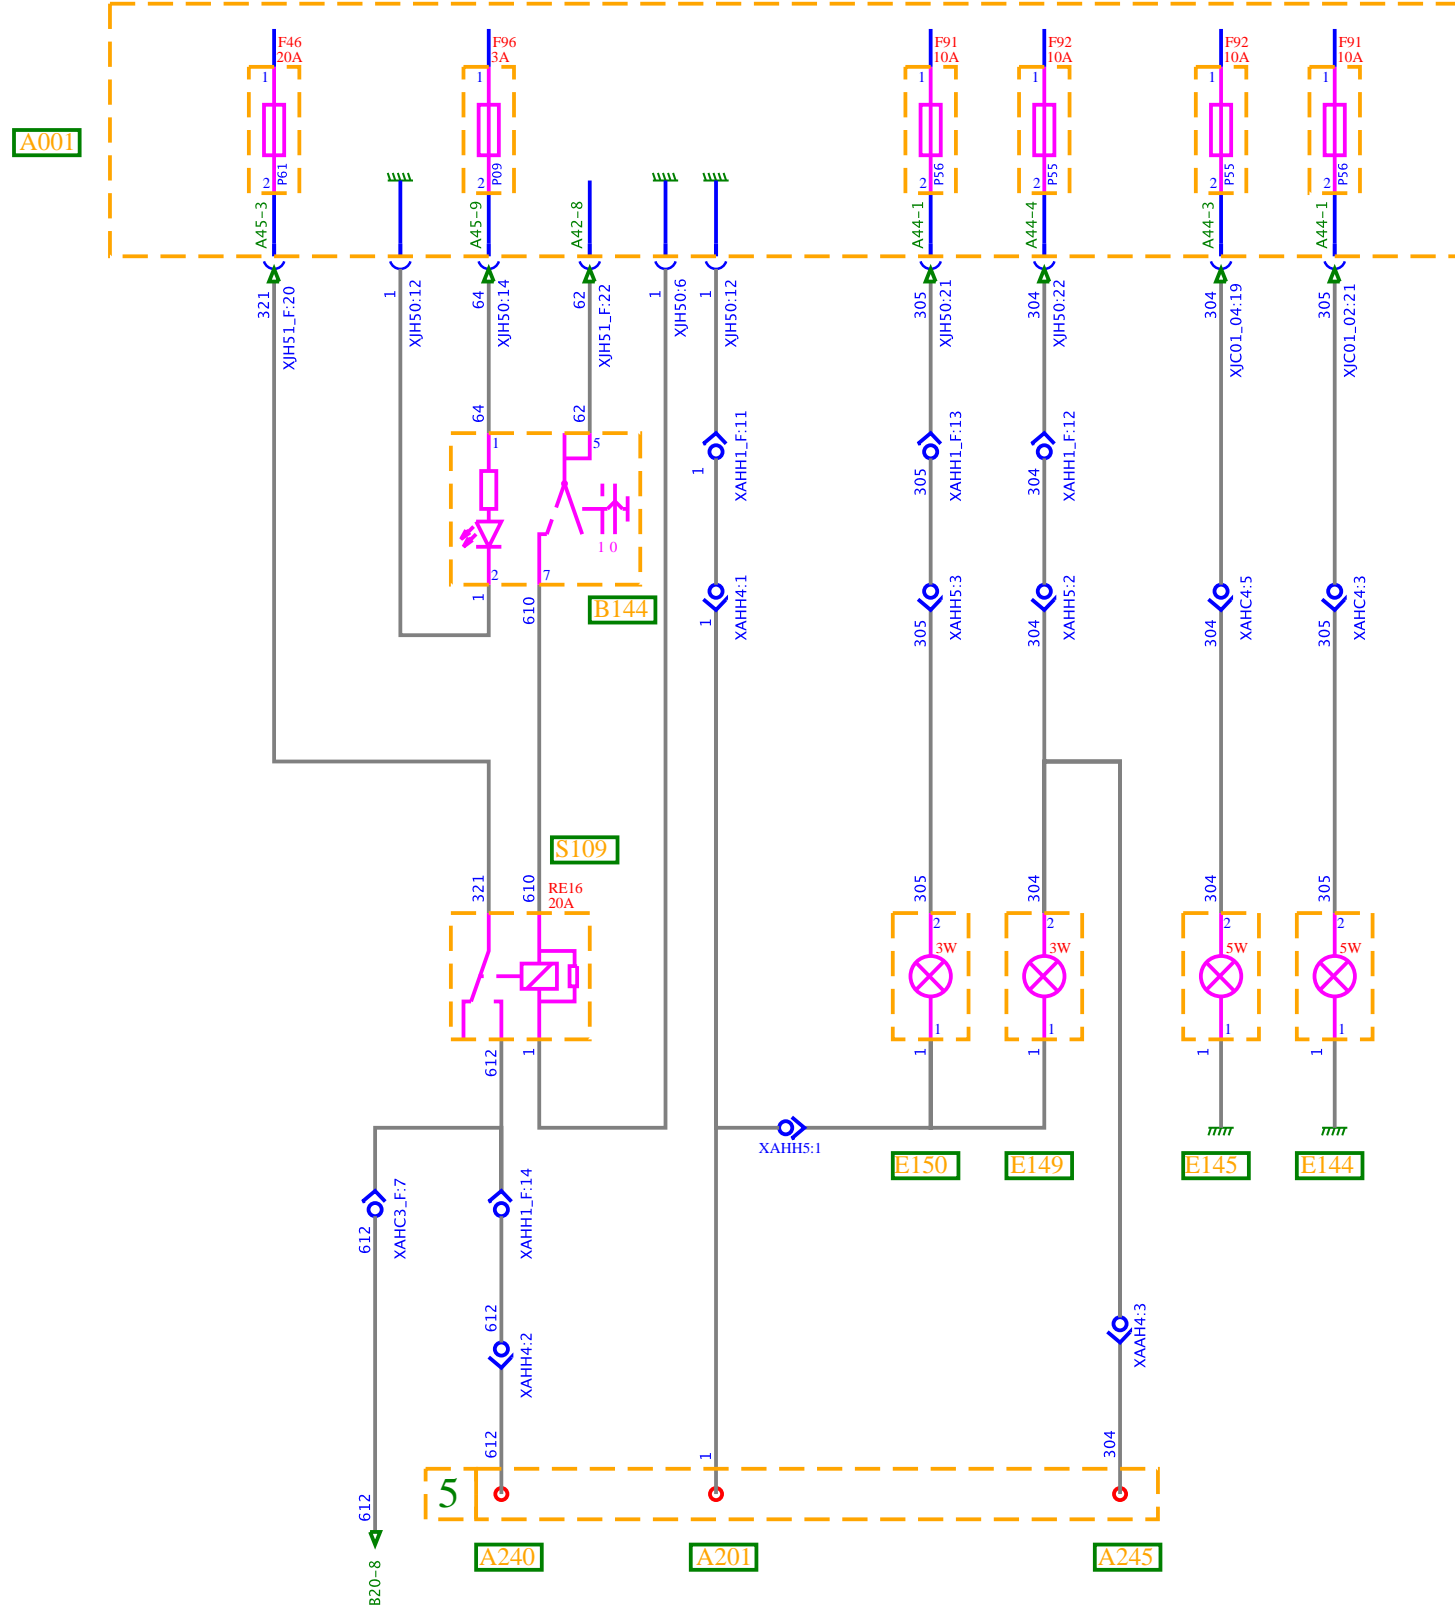 F46
20A
F96
3A
F91
10A
F92
10A
F92
10A
F91
10A
1
1
1
1
1
1
A001
2
P61
2
P09
2
P56
2
P55
2
P55
2
P56
A45-3
A45-9
A42-8
A44-1
A44-4
A44-3
A44-1
321
XJH51_F:20
1
XJH50:12
64
XJH50:14
62
XJH51_F:22
1
XJH50:6
1
XJH50:12
305
XJH50:21
304
XJH50:22
304
XJC01_04:19
305
XJC01_02:21
64
62
1
5
1
XAHH1_F:11
305
XAHH1_F:13
304
XAHH1_F:12
1 0
2
7
1
610
B144
1
XAHH4:1
305
XAHH5:3
304
XAHH5:2
304
XAHC4:5
305
XAHC4:3
S109
321
610
RE16
20A
305
304
304
305
2
2
2
2
3W
3W
5W
5W
1
1
1
1
612
1
1
1
1
1
XAHH5:1
E150
E149
E145
E144
612
XAHC3_F:7
XAHH1_F:14
612
XAHH4:2
XAAH4:3
612
1
304
612
5
B20-8
A240
A201
A245